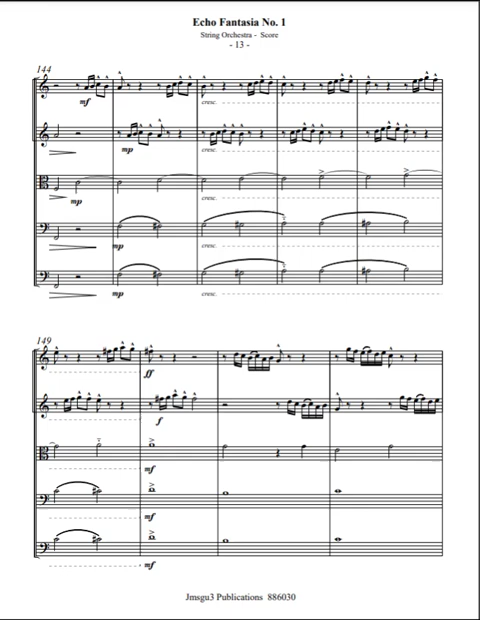 Echo Fantasia No. 1
String Orchestra - Score
- 13 -
144
mf
cresc.
mp
cresc.
mp
cresc.
mp
cresc.
mp
cresc.
149
ff
f
mf
mf
mf
Jmsgu3 Publications 886030